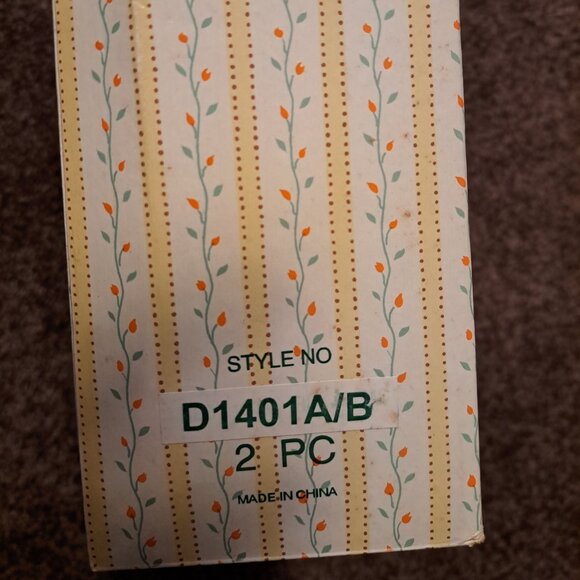 STYLE NO
D1401A/B
2 PC
MADE IN CHINA